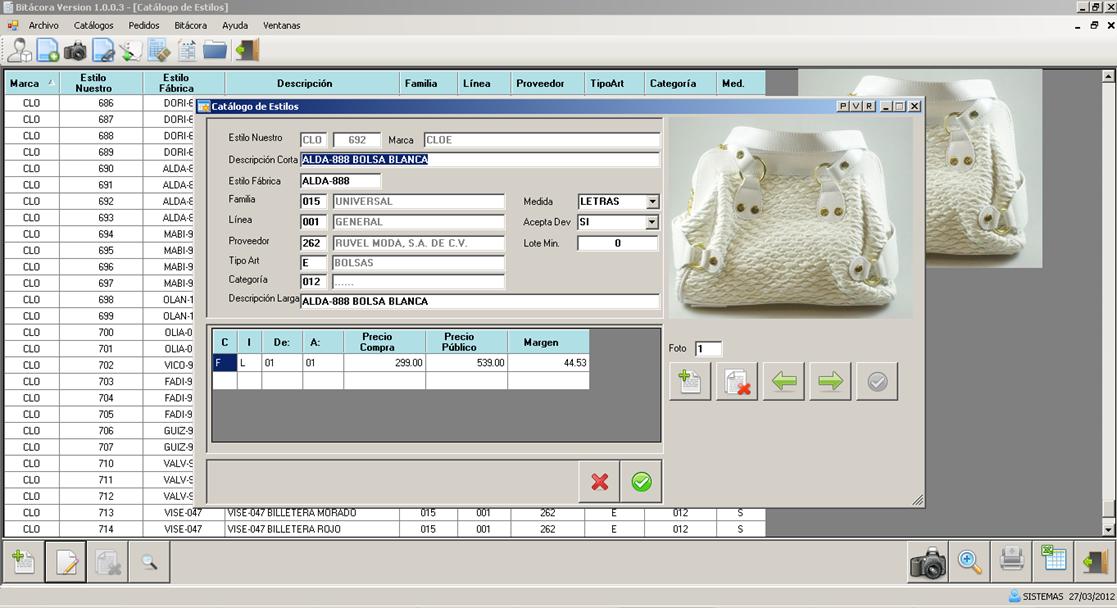 Bitácora Version 1.0.0.3 - [Catálogo de Estilos]
Archivo Catálogos Pedidos Bitácora Ayuda Ventanas
Marca Estilo Nuestro Estilo Fábrica Descripción Familia Línea Proveedor TipoArt Categoría Med.
CLO 686 DORI-6
CLO 687 DORI-6
CLO 688 DORI-6
CLO 689 DORI-6
CLO 690 ALDA-8
CLO 691 ALDA-8
CLO 692 ALDA-8
CLO 693 ALDA-8
CLO 694 MABI-9
CLO 695 MABI-9
CLO 696 MABI-9
CLO 697 MABI-9
CLO 698 OLAN-1
CLO 699 OLAN-1
CLO 700 OLIA-0
CLO 701 OLIA-0
CLO 702 VICO-9
CLO 703 FADI-9
CLO 704 FADI-9
CLO 705 FADI-9
CLO 706 GUIZ-9
CLO 707 GUIZ-9
CLO 710 VALV-9
CLO 711 VALV-9
CLO 712 VALV-9
CLO 713 VISE-047 VISE-047 BILLETERA MORADO 015 001 262 E 012 S
CLO 714 VISE-047 VISE-047 BILLETERA ROJO 015 001 262 E 012 S
Catálogo de Estilos P V R
Estilo Nuestro CLO 692 Marca CLOE
Descripción Corta ALDA-888 BOLSA BLANCA
Estilo Fábrica ALDA-888
Familia 015 UNIVERSAL Medida LETRAS
Línea 001 GENERAL Acepta Dev SI
Proveedor 262 RUVEL MODA, S.A. DE C.V. Lote Min. 0
Tipo Art E BOLSAS
Categoría 012 ......
Descripción Larga ALDA-888 BOLSA BLANCA
C I De: A: Precio Compra Precio Público Margen
F L 01 01 299.00 539.00 44.53
Foto 1
SISTEMAS 27/03/2012